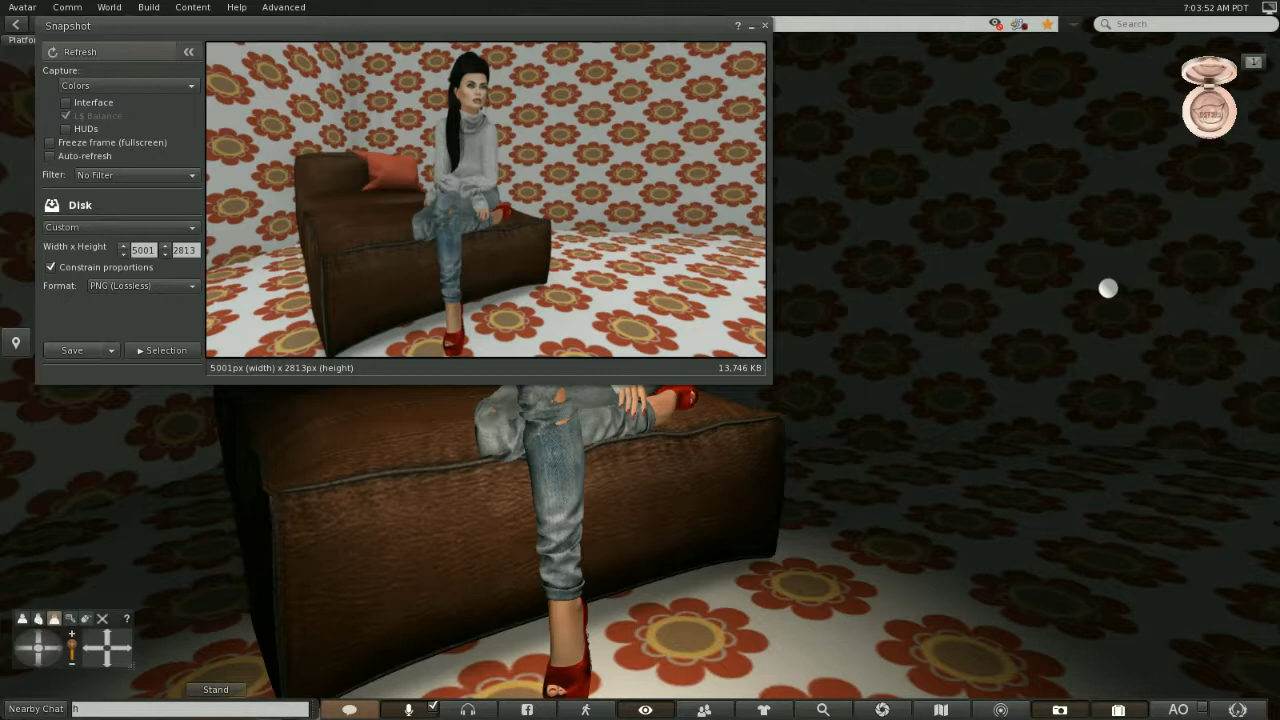 Avatar Comm World Build Content Help Advanced 7:03:52 AM PDT
Snapshot ? Search
Platfo
Refresh 1
Capture:
Colors
Interface
L$ Balance
HUDs
Freeze frame (fullscreen)
Auto-refresh
Filter: No Filter
Disk
Custom
Width x Height 5001 2813
Constrain proportions
Format: PNG (Lossless)
Save Selection
5001px (width) x 2813px (height) 13,746 KB
?
Stand
Nearby Chat h AO